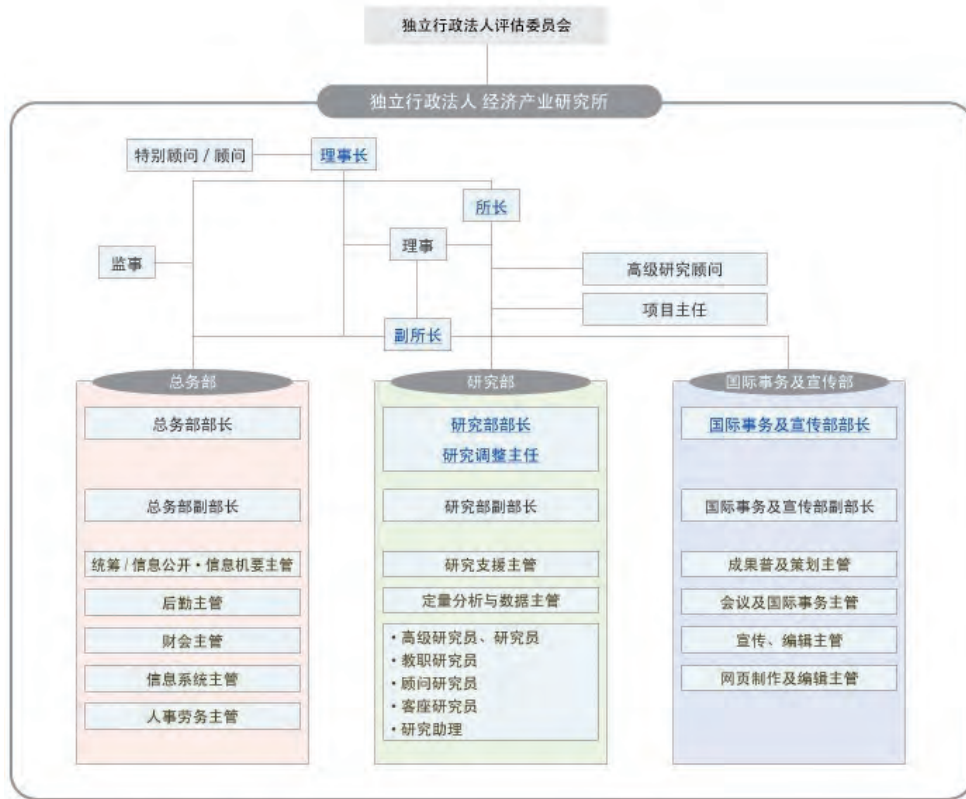 独立行政法人评估委员会
独立行政法人 经济产业研究所
特别顾问 / 顾问
理事长
所长
理事
监事
高级研究顾问
项目主任
副所长
总务部
总务部部长
总务部副部长
统筹 / 信息公开・信息机要主管
后勤主管
财会主管
信息系统主管
人事劳务主管
研究部
研究部部长
研究调整主任
研究部副部长
研究支援主管
定量分析与数据主管
・高级研究员、研究员
・教职研究员
・顾问研究员
・客座研究员
・研究助理
国际事务及宣传部
国际事务及宣传部部长
国际事务及宣传部副部长
成果普及策划主管
会议及国际事务主管
宣传、编辑主管
网页制作及编辑主管